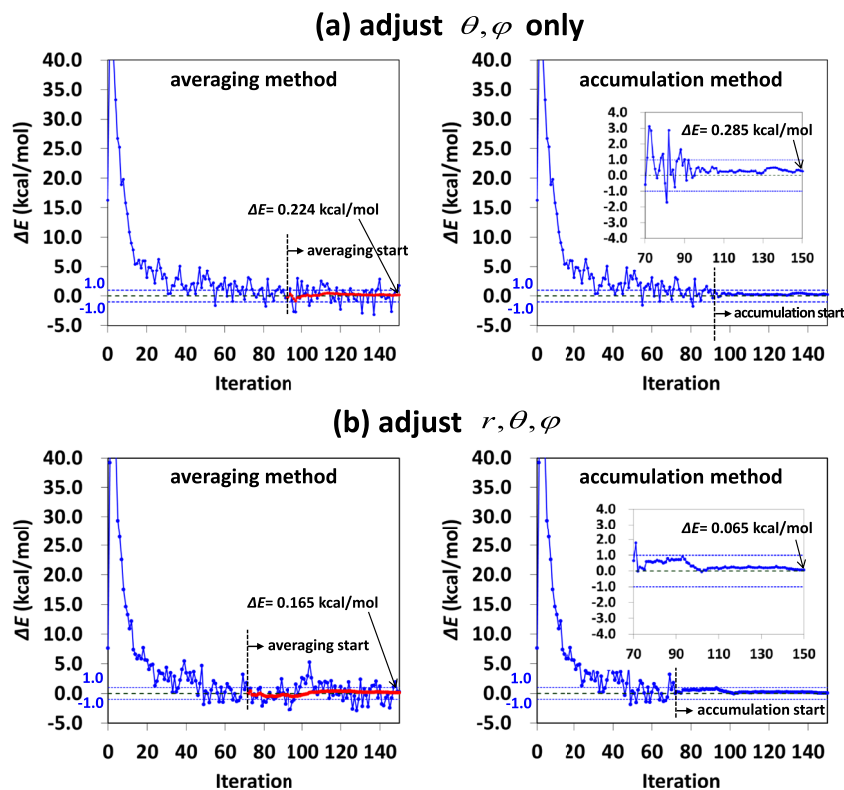 (a) adjust θ,φ only
averaging method
ΔE (kcal/mol)
40.0
35.0
30.0
25.0
20.0
15.0
10.0
5.0
1.0
0.0
-1.0
-5.0
ΔE= 0.224 kcal/mol
averaging start
0 20 40 60 80 100 120 140
Iteration
accumulation method
ΔE (kcal/mol)
40.0
35.0
30.0
25.0
20.0
15.0
10.0
5.0
1.0
0.0
-1.0
-5.0
4.0
3.0
2.0
1.0
0.0
-1.0
-2.0
-3.0
-4.0
ΔE= 0.285 kcal/mol
70 90 110 130 150
accumulation start
0 20 40 60 80 100 120 140
Iteration
(b) adjust r,θ,φ
averaging method
ΔE (kcal/mol)
40.0
35.0
30.0
25.0
20.0
15.0
10.0
5.0
1.0
0.0
-1.0
-5.0
ΔE= 0.165 kcal/mol
averaging start
0 20 40 60 80 100 120 140
Iteration
accumulation method
ΔE (kcal/mol)
40.0
35.0
30.0
25.0
20.0
15.0
10.0
5.0
1.0
0.0
-1.0
-5.0
4.0
3.0
2.0
1.0
0.0
-1.0
-2.0
-3.0
-4.0
ΔE= 0.065 kcal/mol
70 90 110 130 150
accumulation start
0 20 40 60 80 100 120 140
Iteration